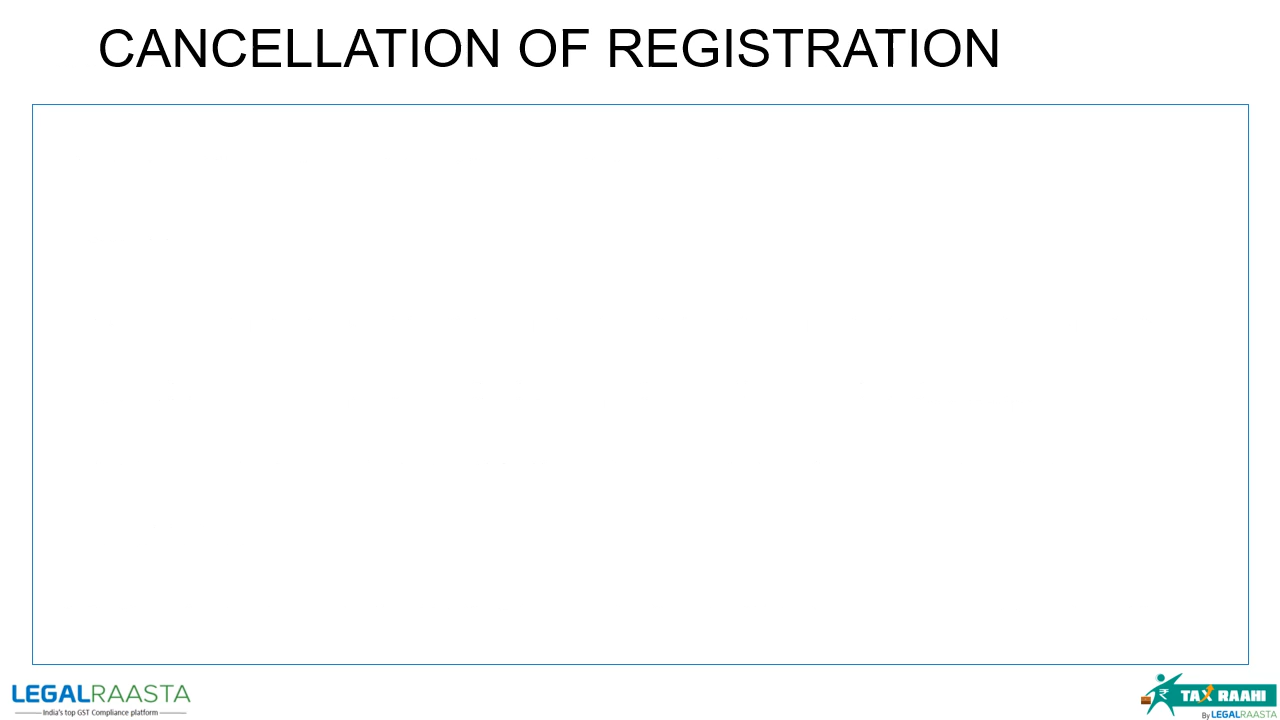 CANCELLATION OF REGISTRATION
LEGALRAASTA
India's top GST Compliance platform
₹ TAX RAAHI
By LEGALRAASTA